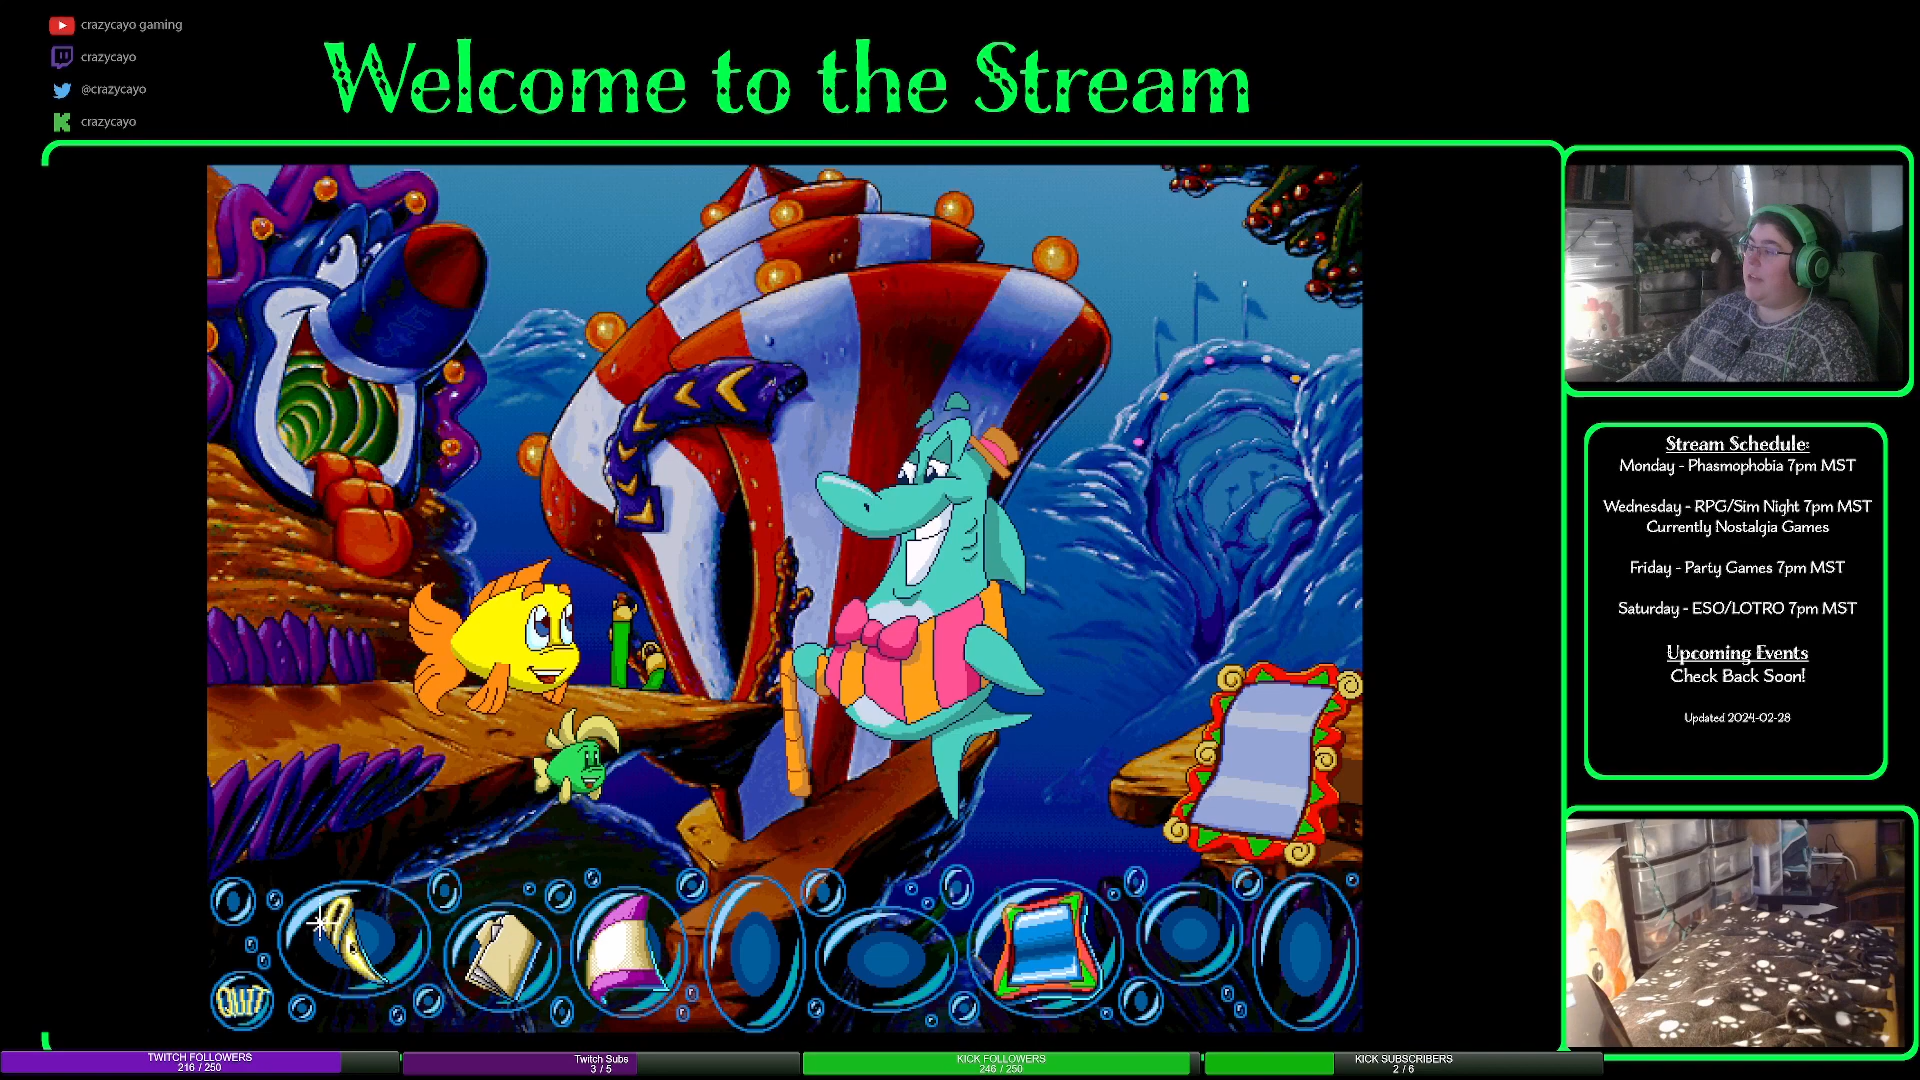 crazycayo gaming
crazycayo
@crazycayo
crazycayo
Welcome to the Stream
Stream Schedule:
Monday - Phasmophobia 7pm MST
Wednesday - RPG/Sim Night 7pm MST
Currently Nostalgia Games
Friday - Party Games 7pm MST
Saturday - ESO/LOTRO 7pm MST
Upcoming Events
Check Back Soon!
Updated 2024-02-28
QUIT
TWITCH FOLLOWERS
216 / 250
Twitch Subs
3 / 5
KICK FOLLOWERS
246 / 250
KICK SUBSCRIBERS
2 / 6